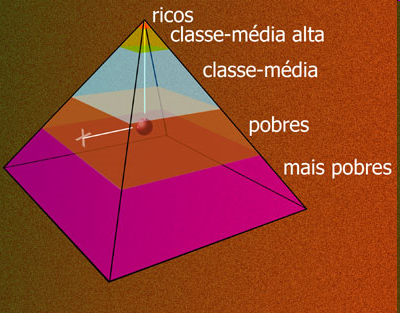 ricos
classe-média alta
classe-média
pobres
mais pobres